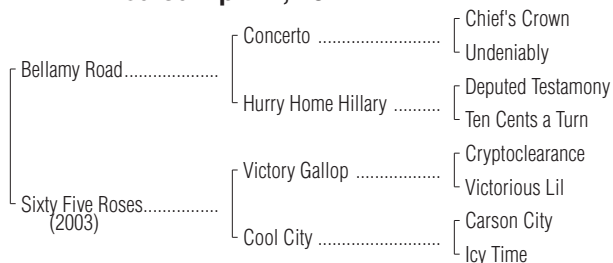 Chief's Crown
Concerto ........................
Undeniably
Bellamy Road....................
Deputed Testamony
Hurry Home Hillary ..........
Ten Cents a Turn
Cryptoclearance
Victory Gallop ..................
Victorious Lil
Sixty Five Roses................
(2003)
Carson City
Cool City ........................
Icy Time